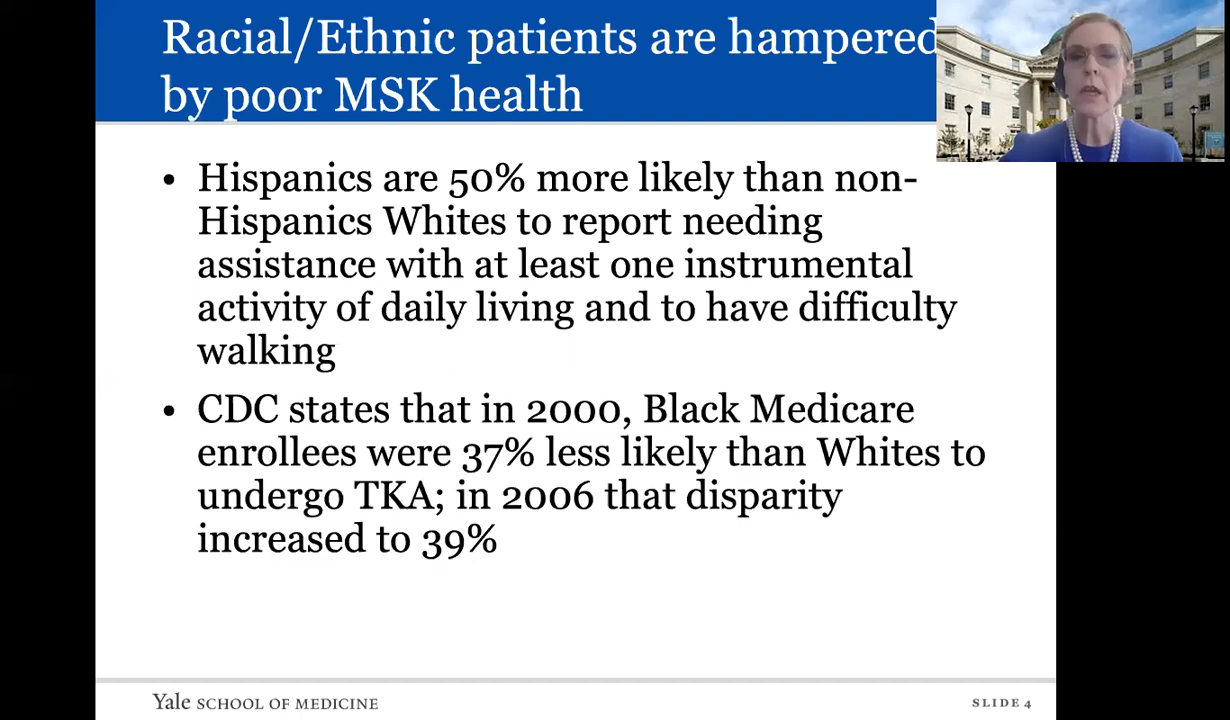 Racial/Ethnic patients are hampered
by poor MSK health
• Hispanics are 50% more likely than non-
Hispanics Whites to report needing
assistance with at least one instrumental
activity of daily living and to have difficulty
walking
• CDC states that in 2000, Black Medicare
enrollees were 37% less likely than Whites to
undergo TKA; in 2006 that disparity
increased to 39%
Yale SCHOOL OF MEDICINE
SLIDE 4